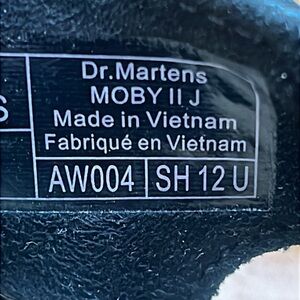 Dr.Martens
MOBY II J
Made in Vietnam
Fabriqué en Vietnam
AW004 SH 12 U